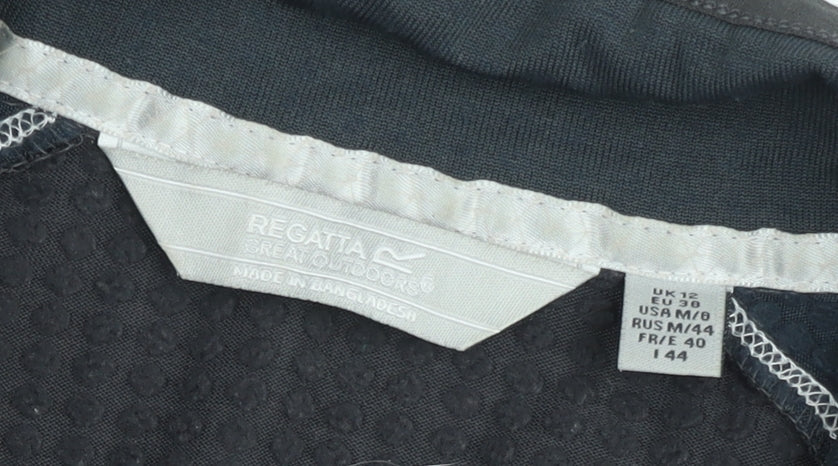 REGATTA
GREAT OUTDOORS®
MADE IN BANGLADESH
UK 12
EU 38
USA M/8
RUS M/44
FR/E 40
I 44